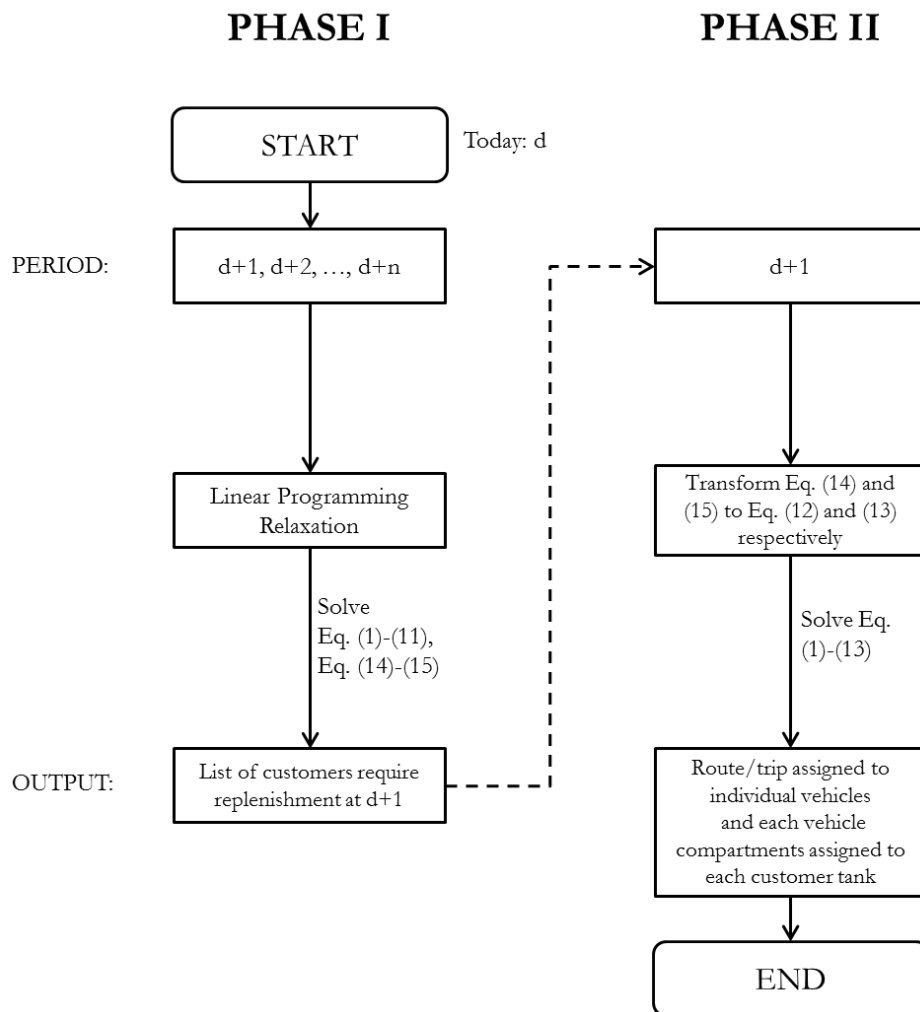 PHASE I
PHASE II
START
Today: d
PERIOD:
d+1, d+2, …, d+n
d+1
Linear Programming
Relaxation
Transform Eq. (14) and
(15) to Eq. (12) and (13)
respectively
Solve
Eq. (1)-(11),
Eq. (14)-(15)
Solve Eq.
(1)-(13)
OUTPUT:
List of customers require
replenishment at d+1
Route/trip assigned to
individual vehicles
and each vehicle
compartments assigned to
each customer tank
END